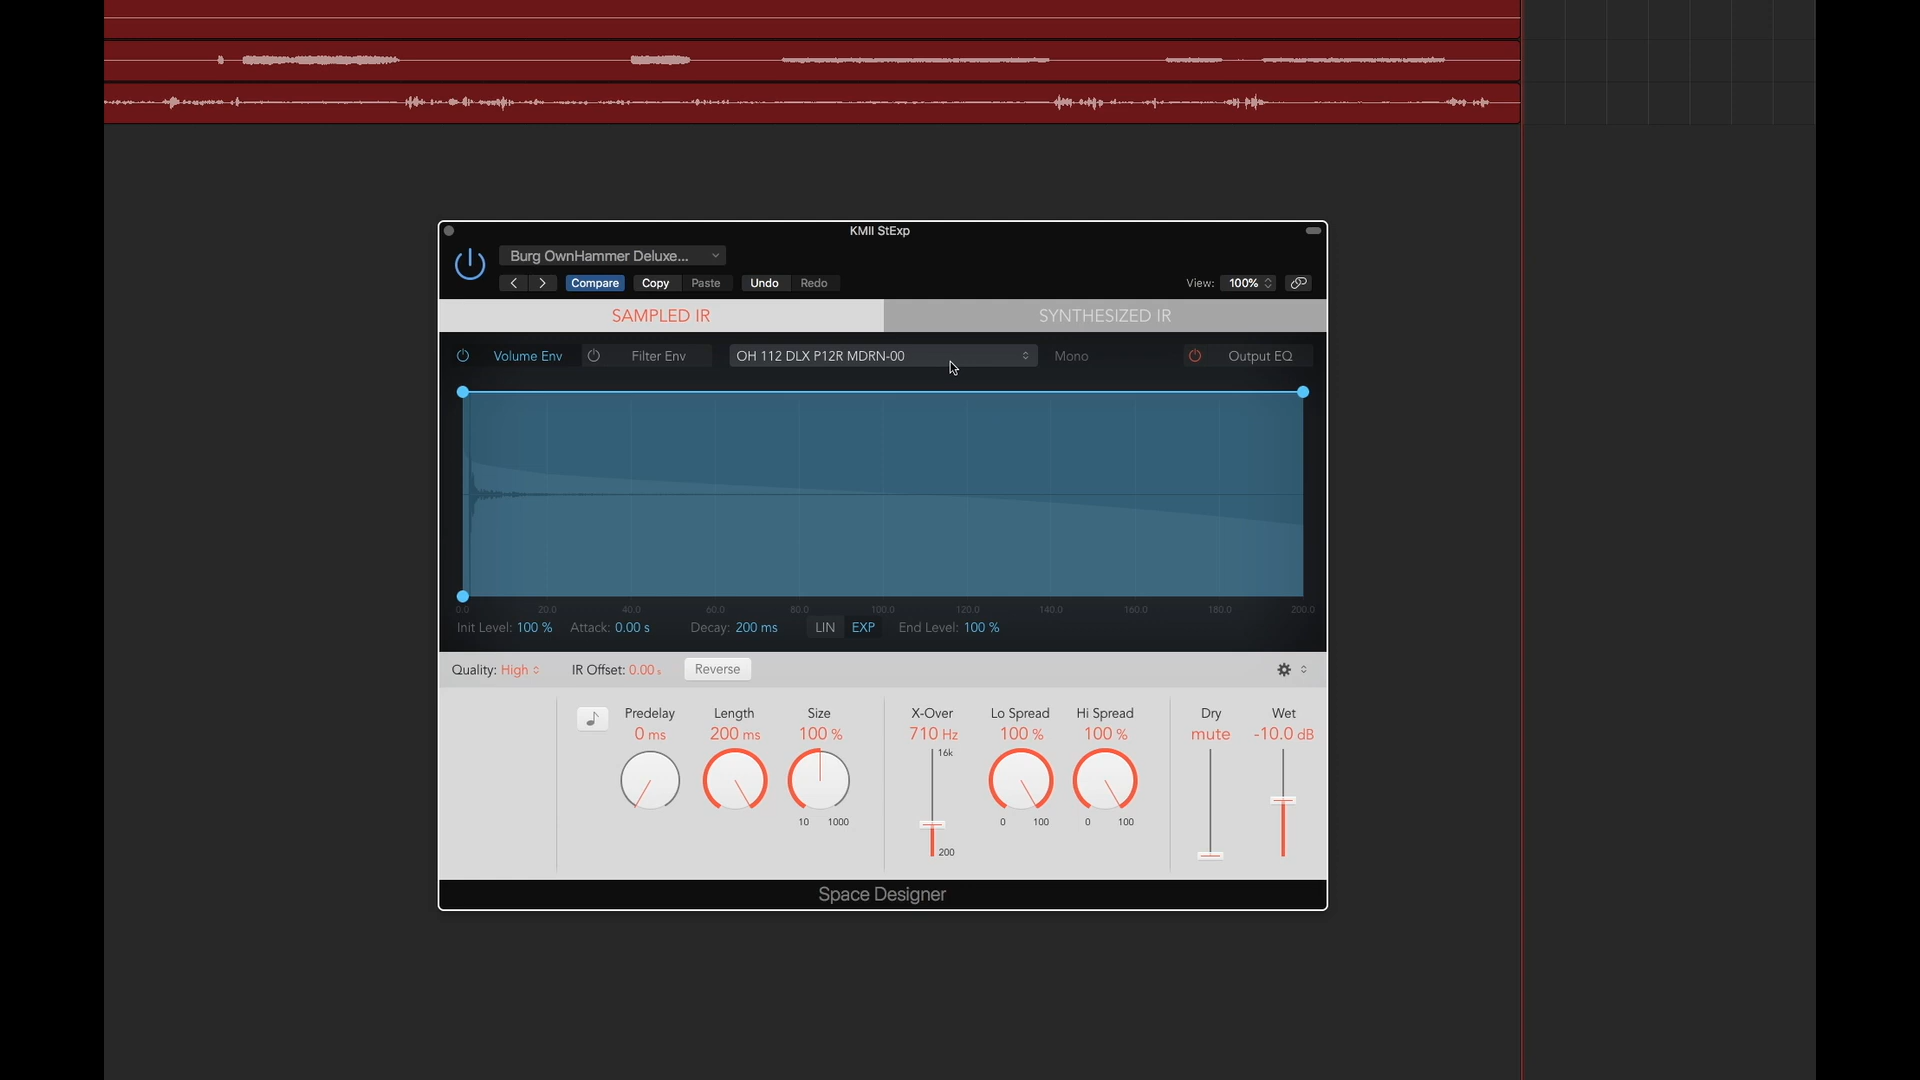 KMII StExp
Burg OwnHammer Deluxe...
Compare Copy Paste Undo Redo View: 100%
SAMPLED IR SYNTHESIZED IR
Volume Env Filter Env OH 112 DLX P12R MDRN-00 Mono Output EQ
0.0 20.0 40.0 60.0 80.0 100.0 120.0 140.0 160.0 180.0 200.0
Init Level: 100 % Attack: 0.00 s Decay: 200 ms LIN EXP End Level: 100 %
Quality: High IR Offset: 0.00 s Reverse
Predelay Length Size X-Over Lo Spread Hi Spread Dry Wet
0 ms 200 ms 100 % 710 Hz 100 % 100 % mute -10.0 dB
16k
10 1000 0 100 0 100
200
Space Designer